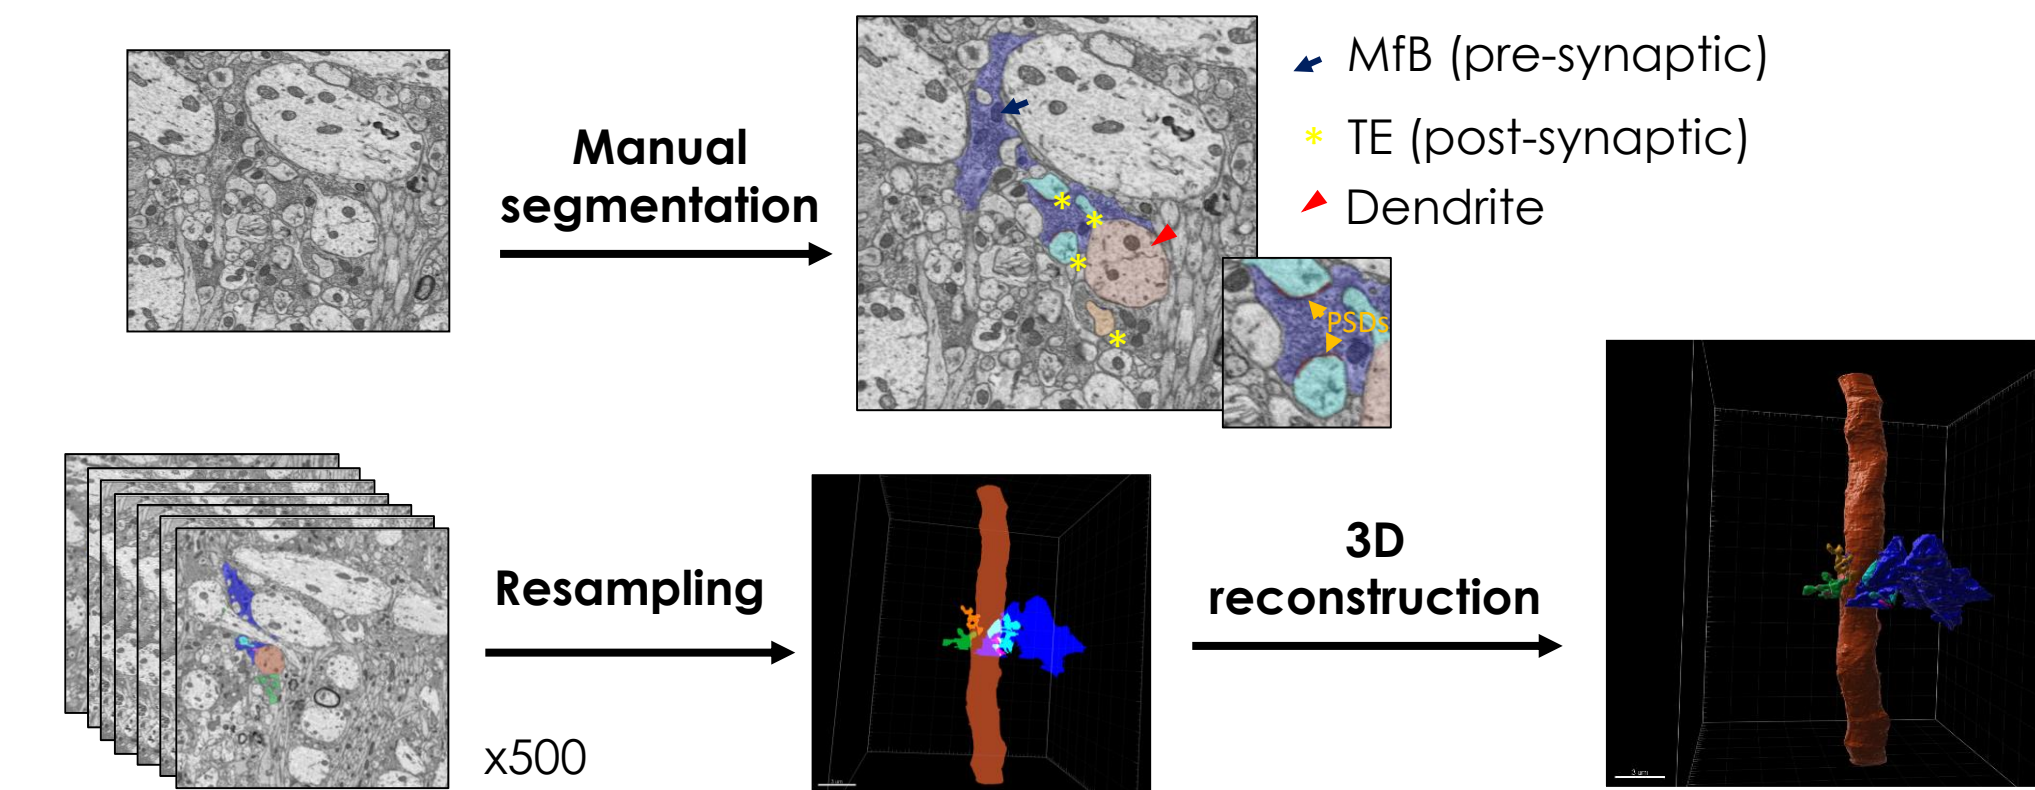 Manual
segmentation
MfB (pre-synaptic)
* TE (post-synaptic)
Dendrite
PSDs
Resampling
x500
3D
reconstruction